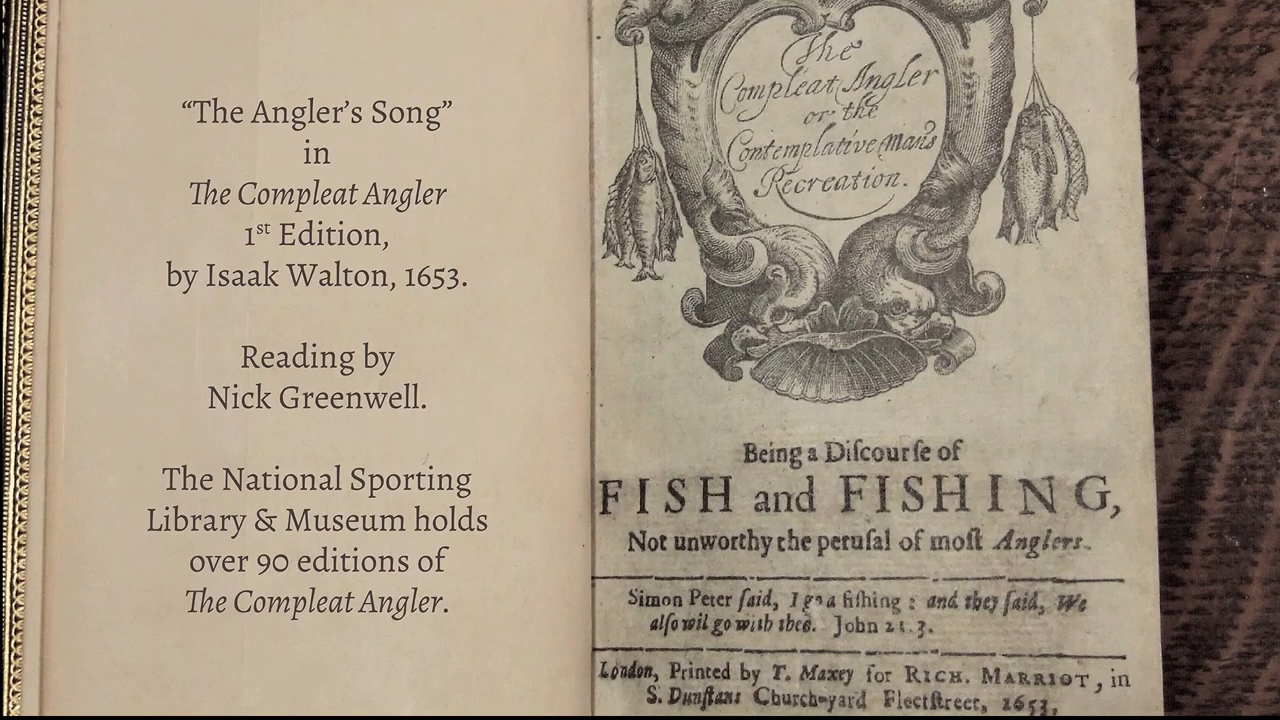 “The Angler’s Song”
in
The Compleat Angler
1st Edition,
by Isaak Walton, 1653.
Reading by
Nick Greenwell.
The National Sporting
Library & Museum holds
over 90 editions of
The Compleat Angler.
The
Compleat Angler
or the
Contemplative Mans
Recreation.
Being a Diſcourſe of
FISH and FISHING,
Not unworthy the peruſal of moſt Anglers.
Simon Peter ſaid, I go a fiſhing : and they ſaid, We
alſo wil go with thee. John 21.3.
London, Printed by T. Maxey for RICH. MARRIOT, in
S. Dunſtans Church-yard Fleetſtreet, 1653.